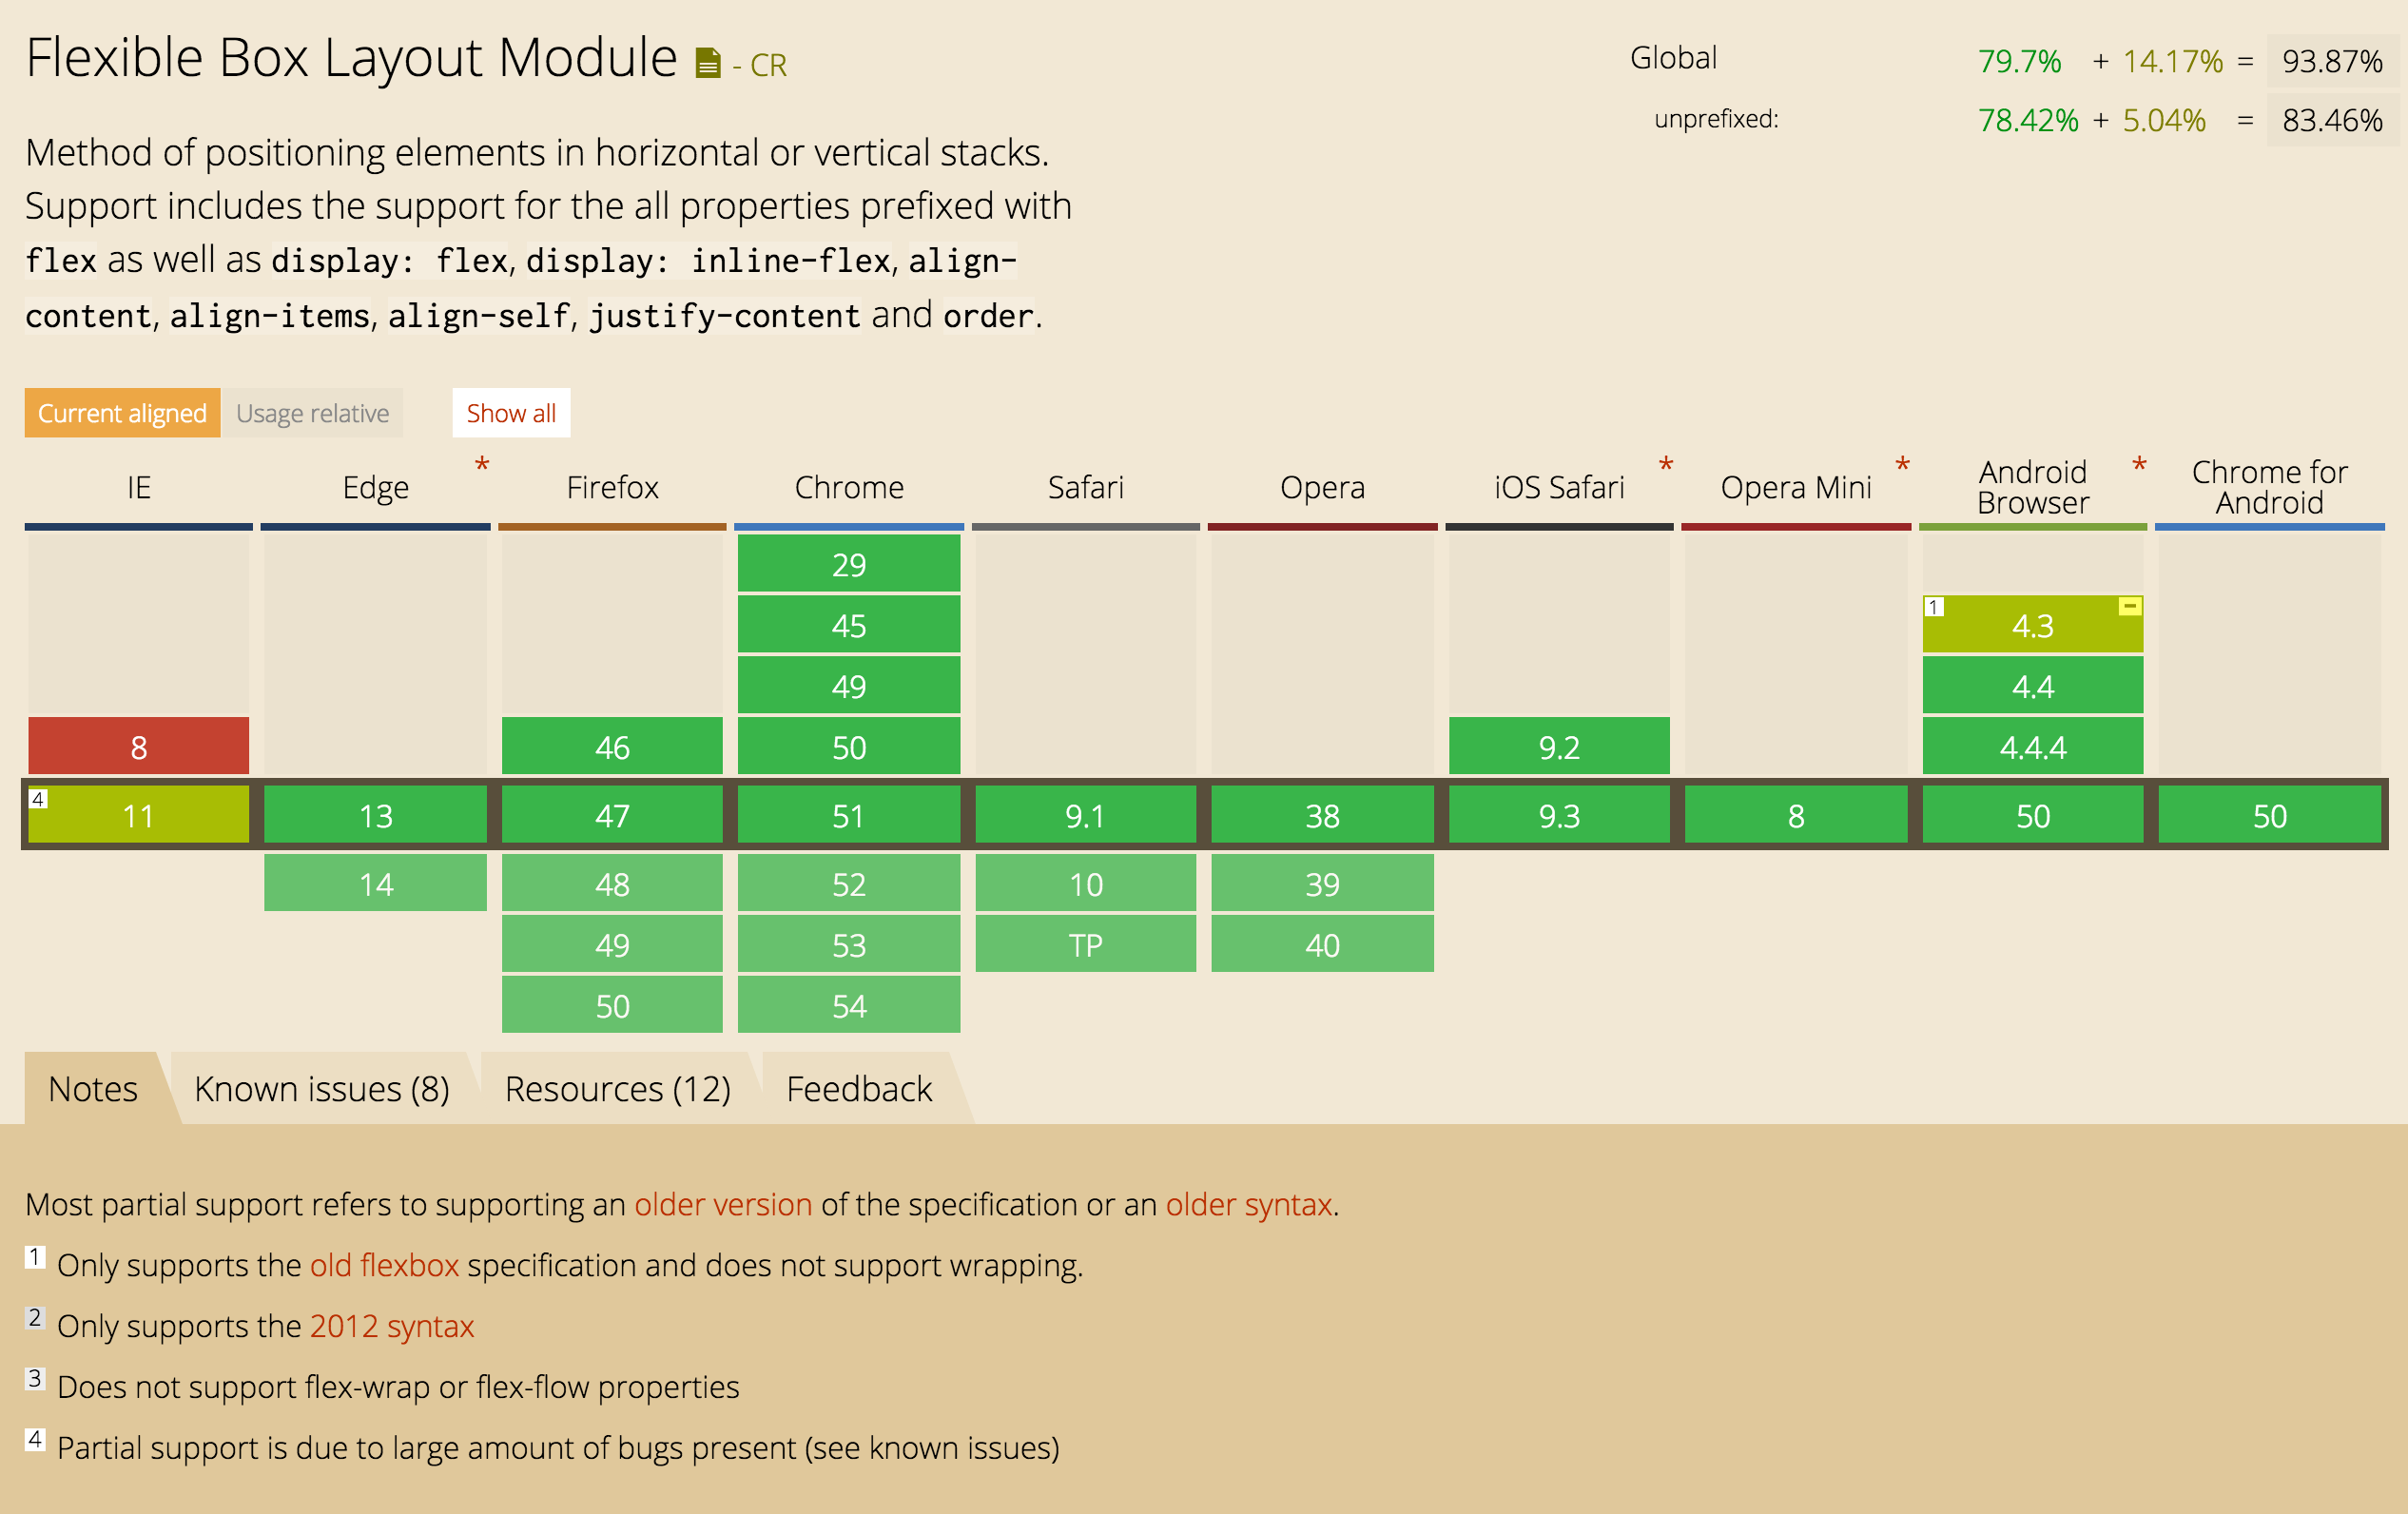 Flexible Box Layout Module - CR
Global 79.7% + 14.17% = 93.87%
unprefixed: 78.42% + 5.04% = 83.46%
Method of positioning elements in horizontal or vertical stacks.
Support includes the support for the all properties prefixed with
flex as well as display: flex, display: inline-flex, align-
content, align-items, align-self, justify-content and order.
Current aligned Usage relative Show all
IE Edge * Firefox Chrome Safari Opera iOS Safari * Opera Mini * Android Browser * Chrome for Android
29
45 1 4.3 -
49 4.4
8 46 50 9.2 4.4.4
4 11 13 47 51 9.1 38 9.3 8 50 50
14 48 52 10 39
49 53 TP 40
50 54
Notes Known issues (8) Resources (12) Feedback
Most partial support refers to supporting an older version of the specification or an older syntax.
1 Only supports the old flexbox specification and does not support wrapping.
2 Only supports the 2012 syntax
3 Does not support flex-wrap or flex-flow properties
4 Partial support is due to large amount of bugs present (see known issues)